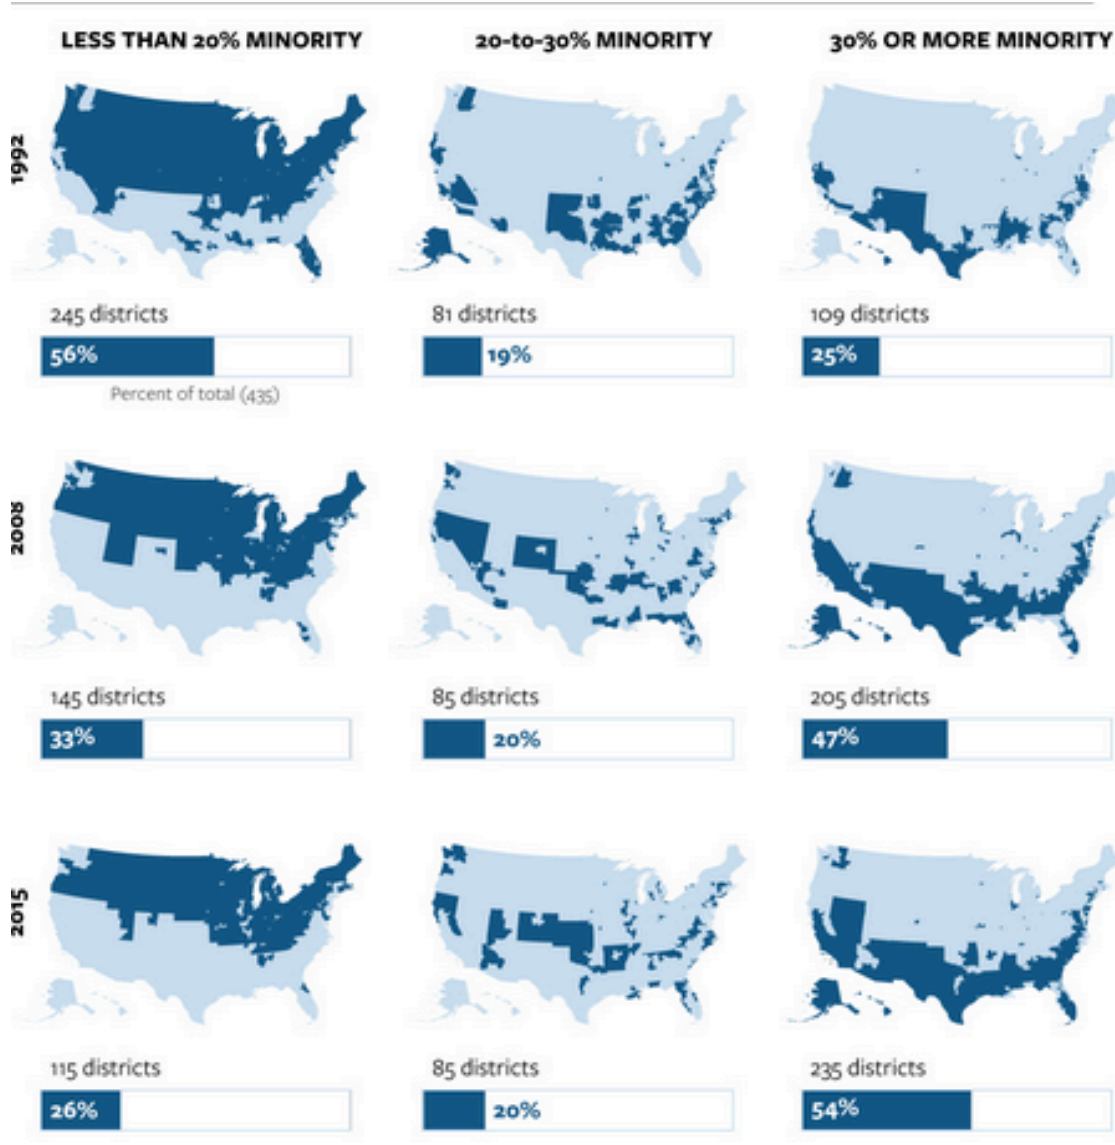 LESS THAN 20% MINORITY
20-to-30% MINORITY
30% OR MORE MINORITY
1992
245 districts
56%
Percent of total (435)
81 districts
19%
109 districts
25%
2008
145 districts
33%
85 districts
20%
205 districts
47%
2015
115 districts
26%
85 districts
20%
235 districts
54%